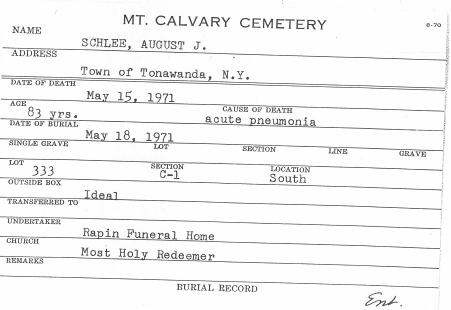 MT. CALVARY CEMETERY
8-70
NAME
SCHLEE, AUGUST J.
ADDRESS
Town of Tonawanda, N.Y.
DATE OF DEATH
May 15, 1971
AGE CAUSE OF DEATH
83 yrs. acute pneumonia
DATE OF BURIAL
May 18, 1971
SINGLE GRAVE LOT SECTION LINE GRAVE
LOT SECTION LOCATION
333 C-1 South
OUTSIDE BOX
Ideal
TRANSFERRED TO
UNDERTAKER
Rapin Funeral Home
CHURCH
Most Holy Redeemer
REMARKS
BURIAL RECORD
Ent.